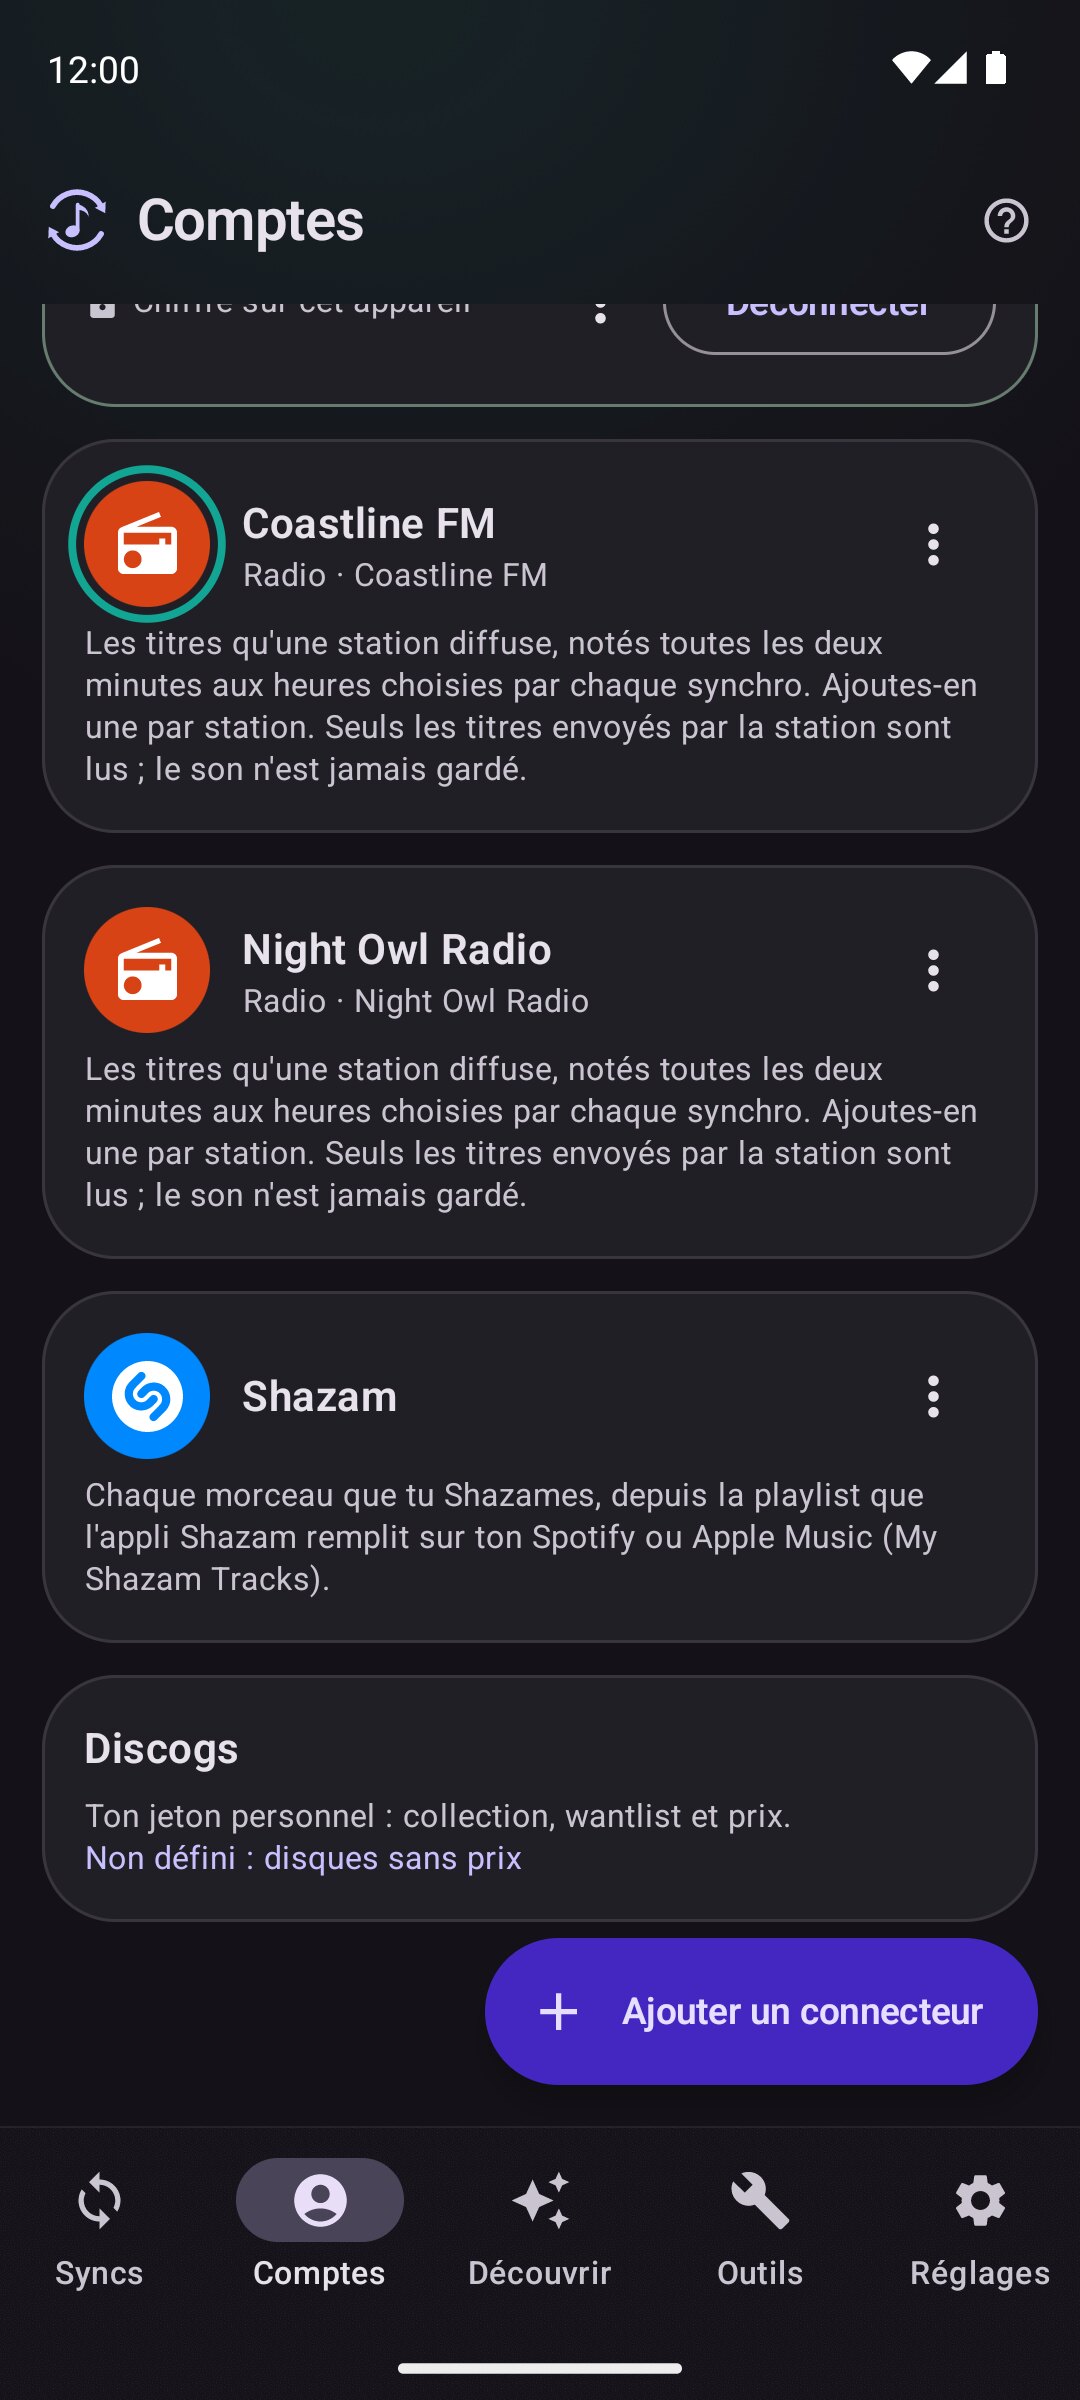 12:00
Comptes
Chiffré sur cet appareil
Déconnecter
Coastline FM
Radio · Coastline FM
Les titres qu'une station diffuse, notés toutes les deux
minutes aux heures choisies par chaque synchro. Ajoutes-en
une par station. Seuls les titres envoyés par la station sont
lus ; le son n'est jamais gardé.
Night Owl Radio
Radio · Night Owl Radio
Les titres qu'une station diffuse, notés toutes les deux
minutes aux heures choisies par chaque synchro. Ajoutes-en
une par station. Seuls les titres envoyés par la station sont
lus ; le son n'est jamais gardé.
Shazam
Chaque morceau que tu Shazames, depuis la playlist que
l'appli Shazam remplit sur ton Spotify ou Apple Music (My
Shazam Tracks).
Discogs
Ton jeton personnel : collection, wantlist et prix.
Non défini : disques sans prix
Ajouter un connecteur
Syncs
Comptes
Découvrir
Outils
Réglages